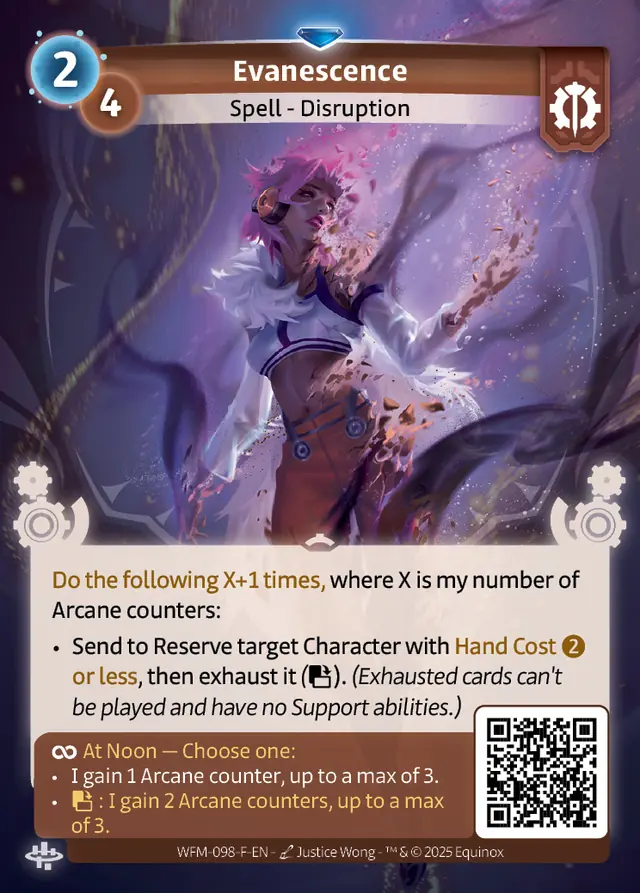 2
4
Evanescence
Spell - Disruption
Do the following X+1 times, where X is my number of
Arcane counters:
• Send to Reserve target Character with Hand Cost 2
or less, then exhaust it ( ). (Exhausted cards can't
be played and have no Support abilities.)
∞ At Noon — Choose one:
• I gain 1 Arcane counter, up to a max of 3.
• : I gain 2 Arcane counters, up to a max
of 3.
WFM-098-F-EN - Justice Wong - ™ & © 2025 Equinox